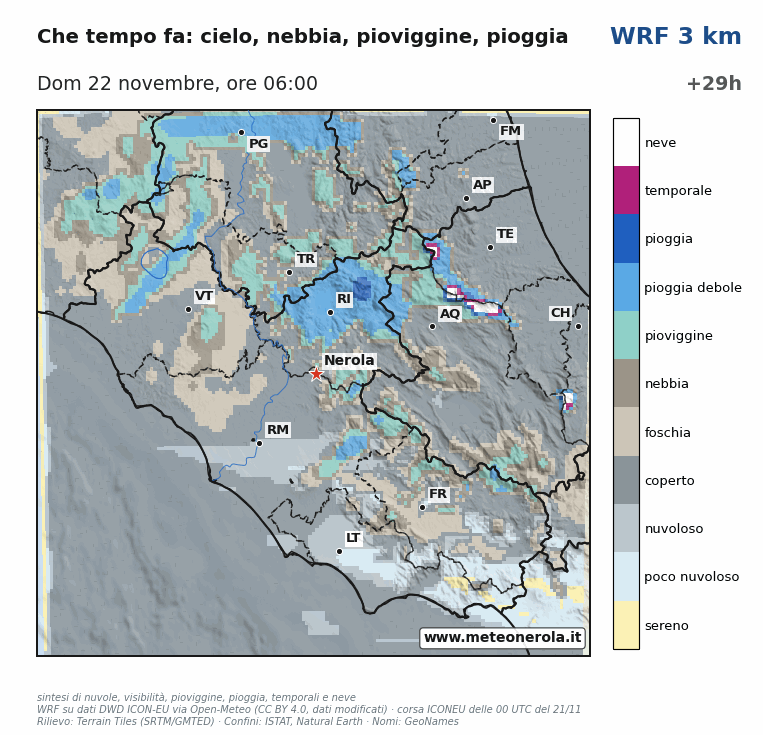 Che tempo fa: cielo, nebbia, pioviggine, pioggia
WRF 3 km
Dom 22 novembre, ore 06:00
+29h
FM
PG
AP
TE
TR
VT
RI
AQ
CH
Nerola
RM
FR
LT
www.meteonerola.it
neve
temporale
pioggia
pioggia debole
pioviggine
nebbia
foschia
coperto
nuvoloso
poco nuvoloso
sereno
sintesi di nuvole, visibilità, pioviggine, pioggia, temporali e neve
WRF su dati DWD ICON-EU via Open-Meteo (CC BY 4.0, dati modificati) · corsa ICONEU delle 00 UTC del 21/11
Rilievo: Terrain Tiles (SRTM/GMTED) · Confini: ISTAT, Natural Earth · Nomi: GeoNames